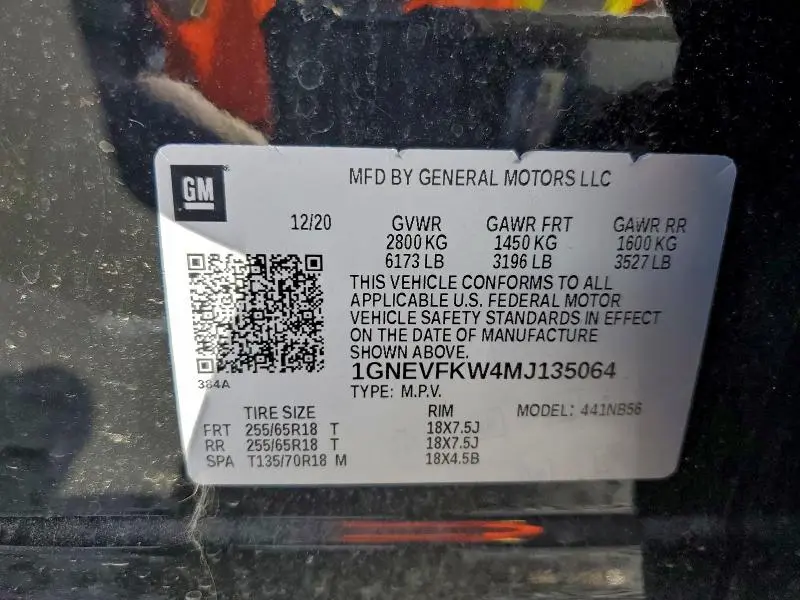 GM
MFD BY GENERAL MOTORS LLC
12/20 GVWR GAWR FRT GAWR RR
2800 KG 1450 KG 1600 KG
6173 LB 3196 LB 3527 LB
THIS VEHICLE CONFORMS TO ALL
APPLICABLE U.S. FEDERAL MOTOR
VEHICLE SAFETY STANDARDS IN EFFECT
ON THE DATE OF MANUFACTURE
SHOWN ABOVE.
384A
1GNEVFKW4MJ135064
TYPE: M.P.V.
TIRE SIZE RIM MODEL: 441NB56
FRT 255/65R18 T 18X7.5J
RR 255/65R18 T 18X7.5J
SPA T135/70R18 M 18X4.5B